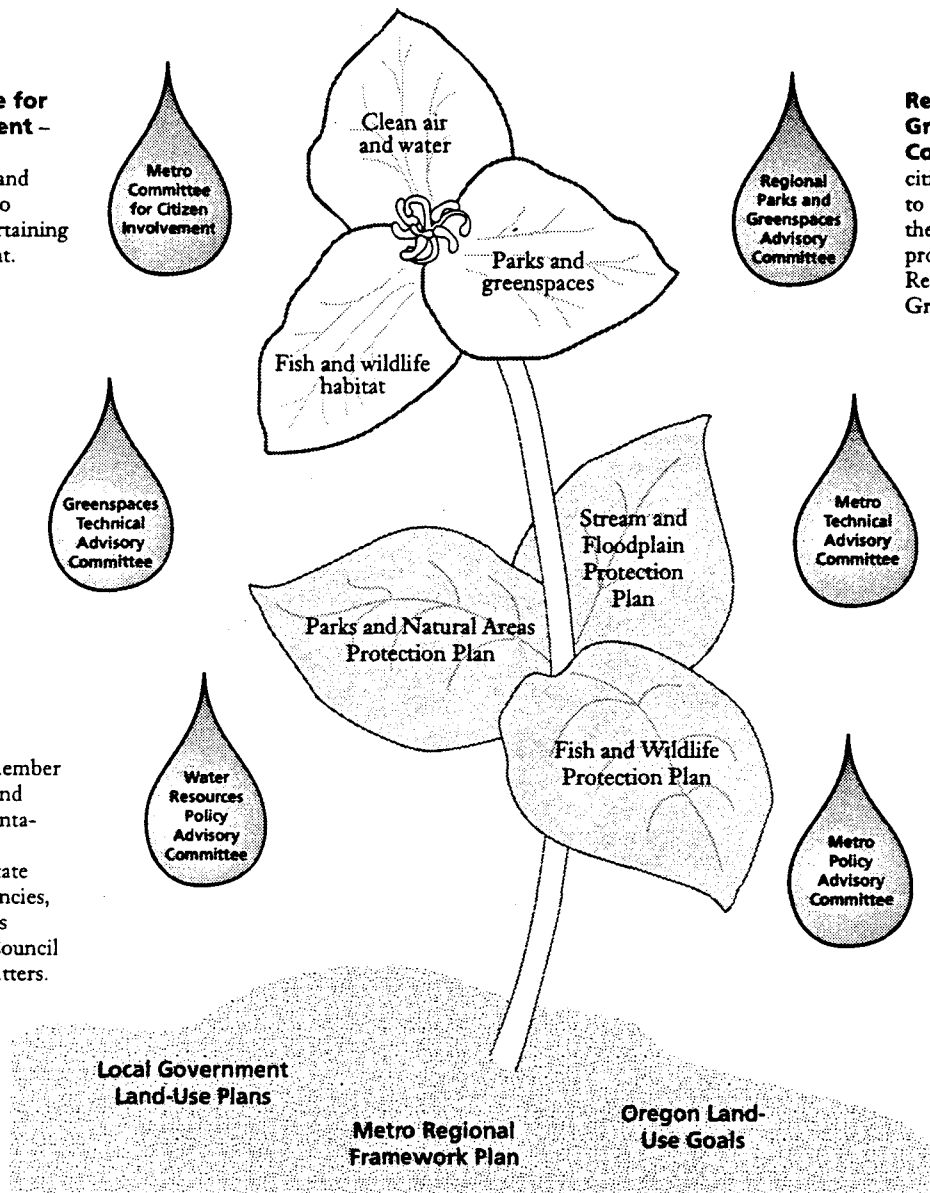 e for
ent –
and
o
rtaining
t.
Metro
Committee
for Citizen
Involvement
Clean air
and water
Parks and
greenspaces
Fish and wildlife
habitat
Regional
Parks and
Greenspaces
Advisory
Committee
Re
Gr
Co
citi
to
the
pro
Re
Gr
Greenspaces
Technical
Advisory
Committee
Stream and
Floodplain
Protection
Plan
Metro
Technical
Advisory
Committee
Parks and Natural Areas
Protection Plan
Fish and Wildlife
Protection Plan
ember
nd
nta-
tate
ncies,
s
Council
tters.
Water
Resources
Policy
Advisory
Committee
Metro
Policy
Advisory
Committee
Local Government
Land-Use Plans
Metro Regional
Framework Plan
Oregon Land-
Use Goals